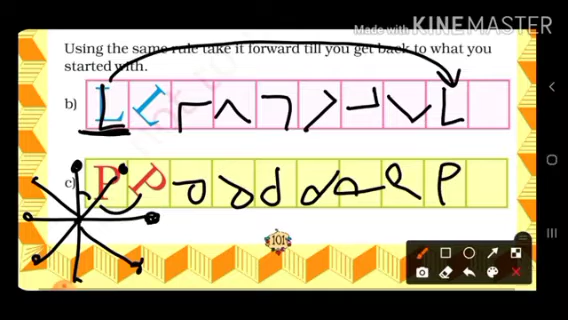 Made with KINEMASTER
Using the same rule take it forward till you get back to what you
started with.
b) L L
c) P P P
101